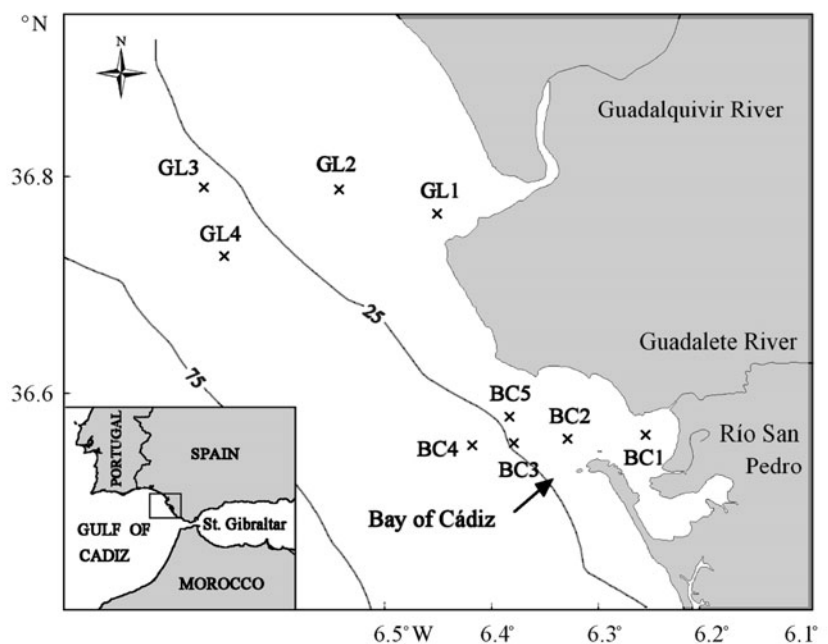 °N
N
Guadalquivir River
36.8
GL3
GL2
GL1
GL4
25
75
Guadalete River
36.6
BC5
BC2
BC4
BC3
BC1
Río San
Pedro
Bay of Cádiz
PORTUGAL
SPAIN
GULF OF
CADIZ
St. Gibraltar
MOROCCO
6.5°W
6.4°
6.3°
6.2°
6.1°